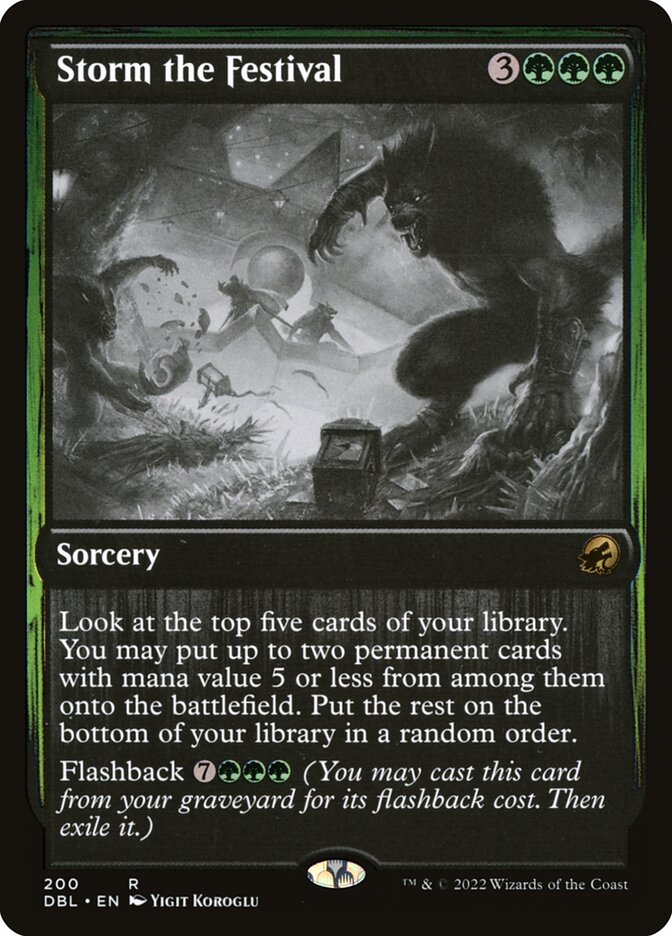 Storm the Festival 3
Sorcery
Look at the top five cards of your library.
You may put up to two permanent cards
with mana value 5 or less from among them
onto the battlefield. Put the rest on the
bottom of your library in a random order.
Flashback 7 (You may cast this card
from your graveyard for its flashback cost. Then
exile it.)
200 R
DBL • EN Yigit Koroglu
™ & © 2022 Wizards of the Coast